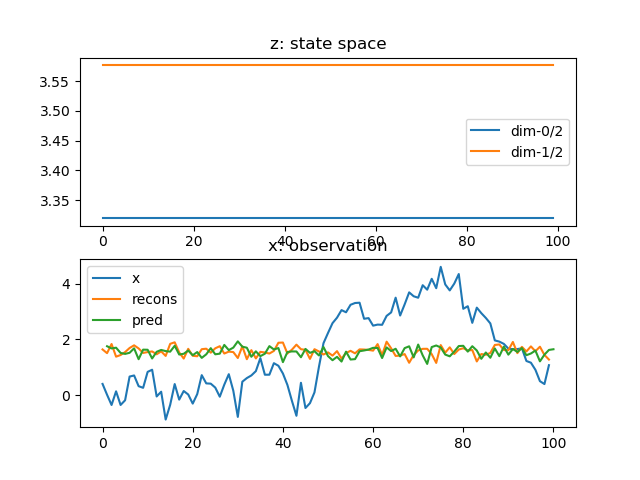 z: state space
3.55
3.50
3.45
3.40
3.35
dim-0/2
dim-1/2
0 20 40 60 80 100
x: observation
4
2
0
x
recons
pred
0 20 40 60 80 100